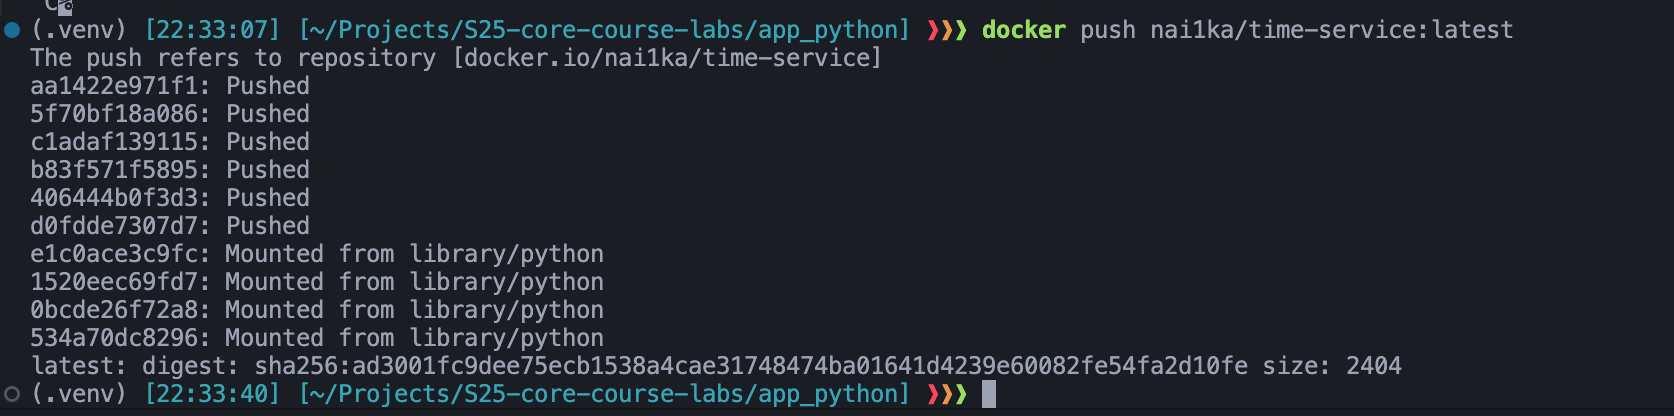 (.venv) [22:33:07] [~/Projects/S25-core-course-labs/app_python] ❯❯❯ docker push nai1ka/time-service:latest
The push refers to repository [docker.io/nai1ka/time-service]
aa1422e971f1: Pushed
5f70bf18a086: Pushed
c1adaf139115: Pushed
b83f571f5895: Pushed
406444b0f3d3: Pushed
d0fdde7307d7: Pushed
e1c0ace3c9fc: Mounted from library/python
1520eec69fd7: Mounted from library/python
0bcde26f72a8: Mounted from library/python
534a70dc8296: Mounted from library/python
latest: digest: sha256:ad3001fc9dee75ecb1538a4cae31748474ba01641d4239e60082fe54fa2d10fe size: 2404
(.venv) [22:33:40] [~/Projects/S25-core-course-labs/app_python] ❯❯❯